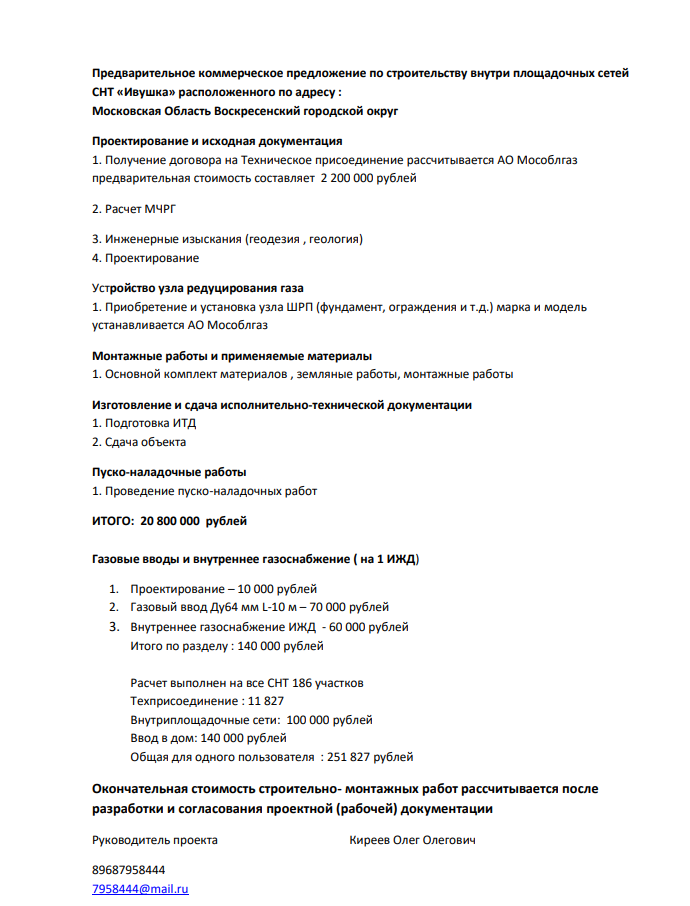 Предварительное коммерческое предложение по строительству внутри площадочных сетей
СНТ «Ивушка» расположенного по адресу :
Московская Область Воскресенский городской округ
Проектирование и исходная документация
1. Получение договора на Техническое присоединение рассчитывается АО Мособлгаз
предварительная стоимость составляет 2 200 000 рублей
2. Расчет МЧРГ
3. Инженерные изыскания (геодезия , геология)
4. Проектирование
Устройство узла редуцирования газа
1. Приобретение и установка узла ШРП (фундамент, ограждения и т.д.) марка и модель
устанавливается АО Мособлгаз
Монтажные работы и применяемые материалы
1. Основной комплект материалов , земляные работы, монтажные работы
Изготовление и сдача исполнительно-технической документации
1. Подготовка ИТД
2. Сдача объекта
Пуско-наладочные работы
1. Проведение пуско-наладочных работ
ИТОГО: 20 800 000 рублей
Газовые вводы и внутреннее газоснабжение ( на 1 ИЖД)
1. Проектирование – 10 000 рублей
2. Газовый ввод Ду64 мм L-10 м – 70 000 рублей
3. Внутреннее газоснабжение ИЖД - 60 000 рублей
Итого по разделу : 140 000 рублей
Расчет выполнен на все СНТ 186 участков
Техприсоединение : 11 827
Внутриплощадочные сети: 100 000 рублей
Ввод в дом: 140 000 рублей
Общая для одного пользователя : 251 827 рублей
Окончательная стоимость строительно- монтажных работ рассчитывается после
разработки и согласования проектной (рабочей) документации
Руководитель проекта Киреев Олег Олегович
89687958444
7958444@mail.ru